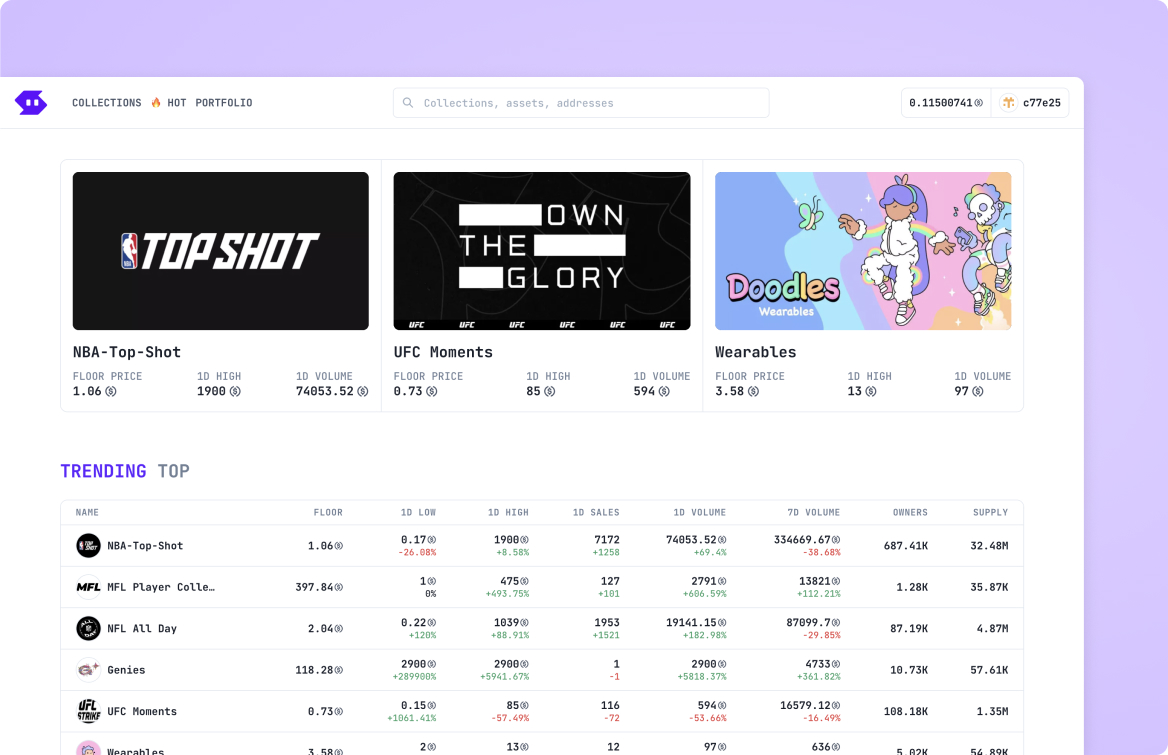 COLLECTIONS 🔥 HOT PORTFOLIO
Collections, assets, addresses
0.11500741 c77e25
NBA TOP SHOT
OWN
THE
GLORY
UFC UFC UFC UFC UFC UFC
Doodles
Wearables
NBA-Top-Shot
FLOOR PRICE 1D HIGH 1D VOLUME
1.06 1900 74053.52
UFC Moments
FLOOR PRICE 1D HIGH 1D VOLUME
0.73 85 594
Wearables
FLOOR PRICE 1D HIGH 1D VOLUME
3.58 13 97
TRENDING TOP
NAME FLOOR 1D LOW 1D HIGH 1D SALES 1D VOLUME 7D VOLUME OWNERS SUPPLY
TOP SHOT NBA-Top-Shot 1.06 0.17 1900 7172 74053.52 334669.67 687.41K 32.48M
-26.08% +8.58% +1258 +69.4% -38.68%
MFL MFL Player Colle… 397.84 1 475 127 2791 13821 1.28K 35.87K
0% +493.75% +101 +606.59% +112.21%
ALL DAY NFL All Day 2.04 0.22 1039 1953 19141.15 87099.7 87.19K 4.87M
+120% +88.91% +1521 +182.98% -29.85%
Genies 118.28 2900 2900 1 2900 4733 10.73K 57.61K
+289900% +5941.67% -1 +5818.37% +361.82%
UFC STRIKE UFC Moments 0.73 0.15 85 116 594 16579.12 108.18K 1.35M
+1061.41% -57.49% -72 -53.66% -16.49%
Wearables 3.58 2 13 12 97 636 5.02K 54.89K